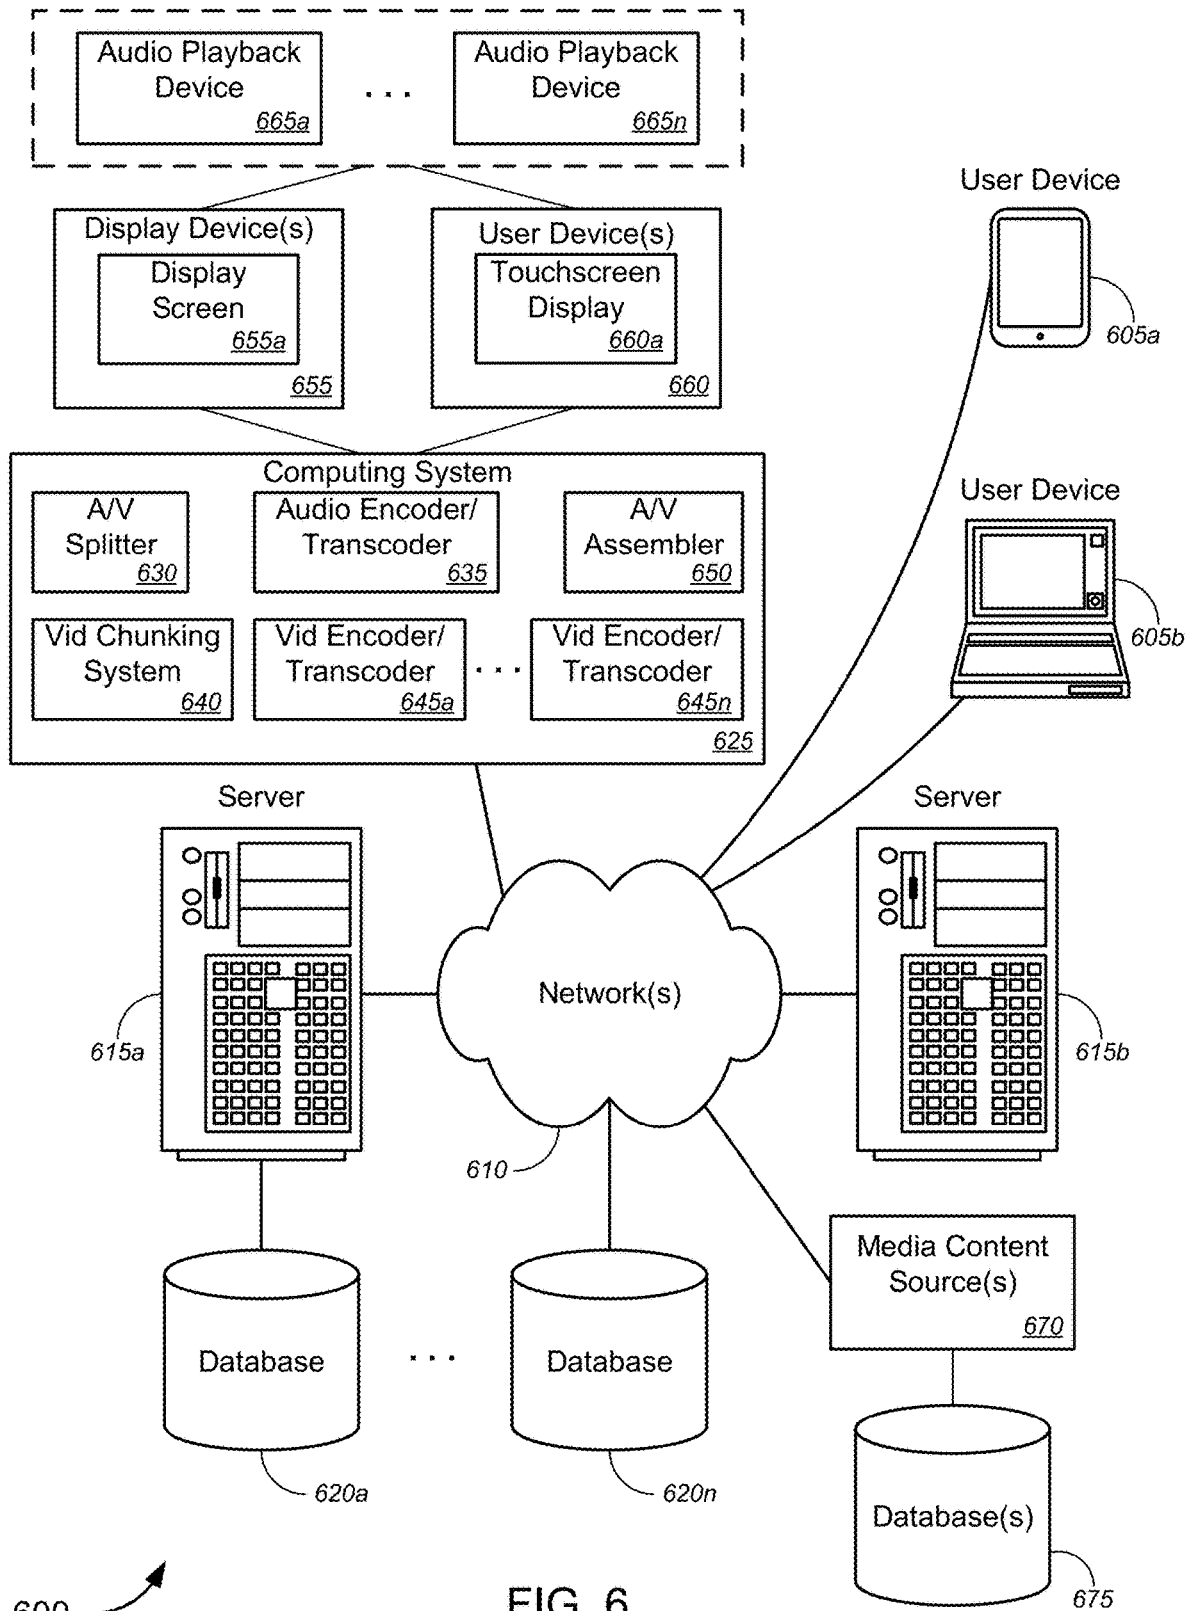 Audio Playback
Device
665a
. . .
Audio Playback
Device
665n
Display Device(s)
Display
Screen
655a
655
User Device(s)
Touchscreen
Display
660a
660
User Device
605a
Computing System
A/V
Splitter
630
Audio Encoder/
Transcoder
635
A/V
Assembler
650
Vid Chunking
System
640
Vid Encoder/
Transcoder
645a
. . .
Vid Encoder/
Transcoder
645n
625
User Device
605b
Server
615a
Network(s)
610
Server
615b
Media Content
Source(s)
670
Database
620a
. . .
Database
620n
Database(s)
675
600
FIG. 6